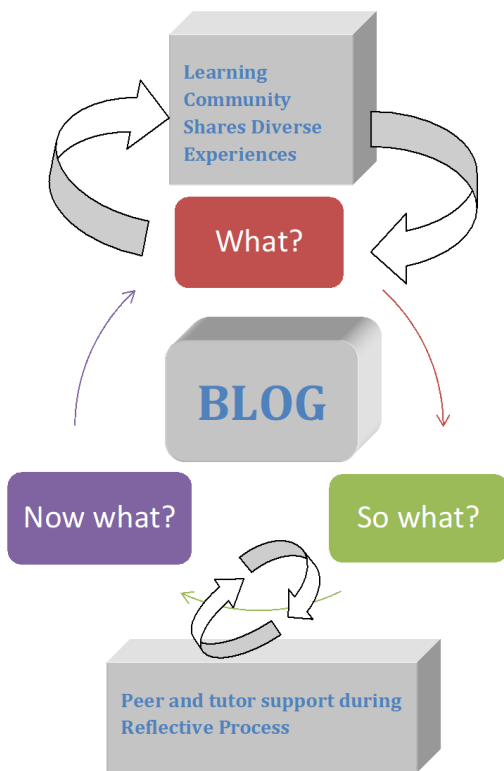 Learning
Community
Shares Diverse
Experiences
What?
BLOG
Now what?
So what?
Peer and tutor support during
Reflective Process